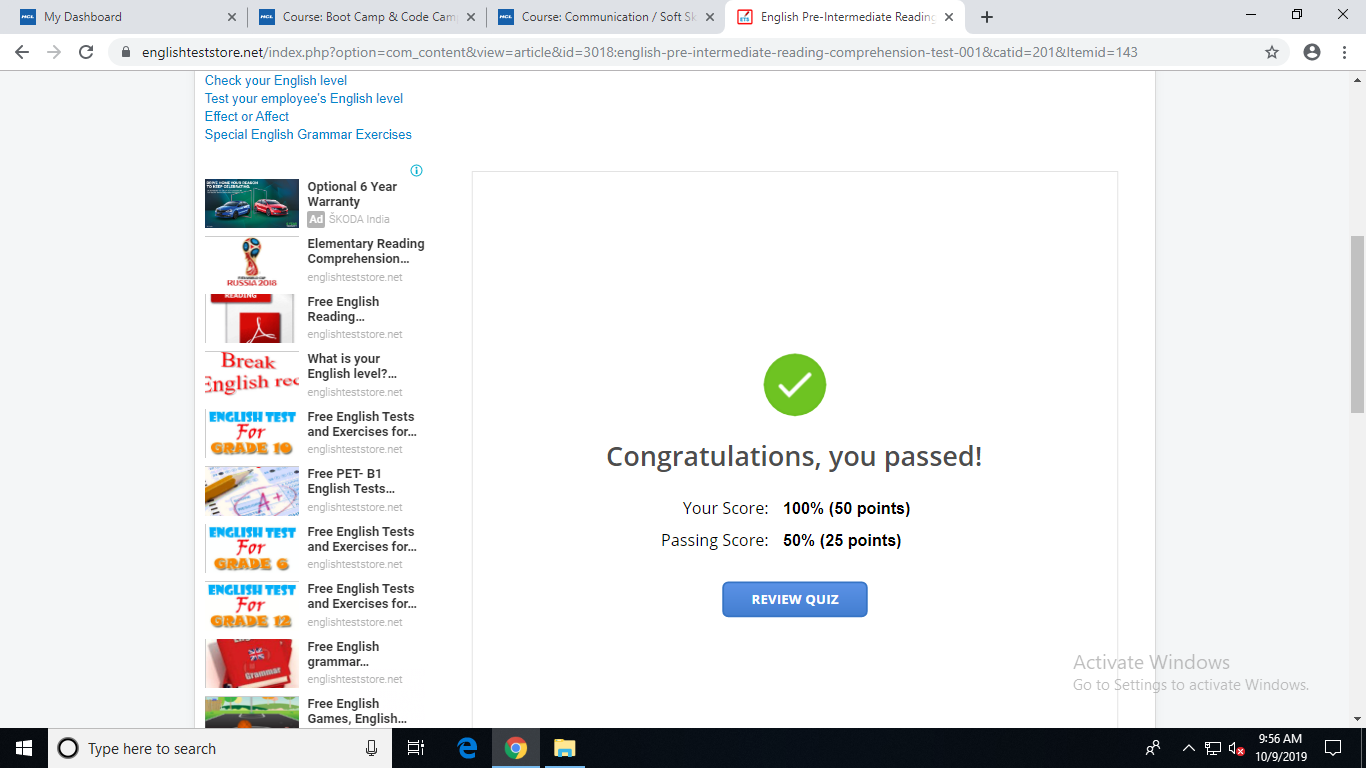 HCL My Dashboard
HCL Course: Boot Camp & Code Cam
HCL Course: Communication / Soft Sk
ETS English Pre-Intermediate Reading
englishteststore.net/index.php?option=com_content&view=article&id=3018:english-pre-intermediate-reading-comprehension-test-001&catid=201&Itemid=143
Check your English level
Test your employee's English level
Effect or Affect
Special English Grammar Exercises
Optional 6 Year
Warranty
Ad ŠKODA India
Elementary Reading
Comprehension...
englishteststore.net
RUSSIA 2018
Free English
Reading...
englishteststore.net
READING
What is your
English level?...
englishteststore.net
Break
English rec
Free English Tests
and Exercises for...
englishteststore.net
ENGLISH TEST
For
GRADE 10
Free PET- B1
English Tests...
englishteststore.net
A+
Free English Tests
and Exercises for...
englishteststore.net
ENGLISH TEST
For
GRADE 6
Free English Tests
and Exercises for...
englishteststore.net
ENGLISH TEST
For
GRADE 12
Free English
grammar...
englishteststore.net
Grammar
Free English
Games, English...
Congratulations, you passed!
Your Score: 100% (50 points)
Passing Score: 50% (25 points)
REVIEW QUIZ
Activate Windows
Go to Settings to activate Windows.
Type here to search
9:56 AM
10/9/2019